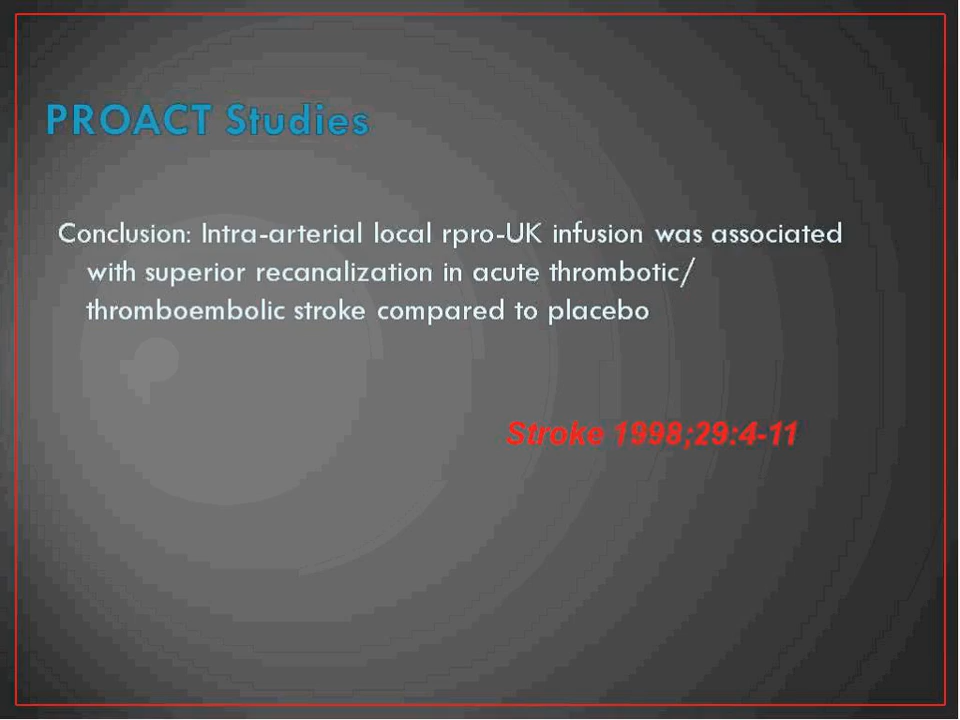 PROACT Studies
Conclusion: Intra-arterial local rpro-UK infusion was associated
with superior recanalization in acute thrombotic/
thromboembolic stroke compared to placebo
Stroke 1998;29:4-11